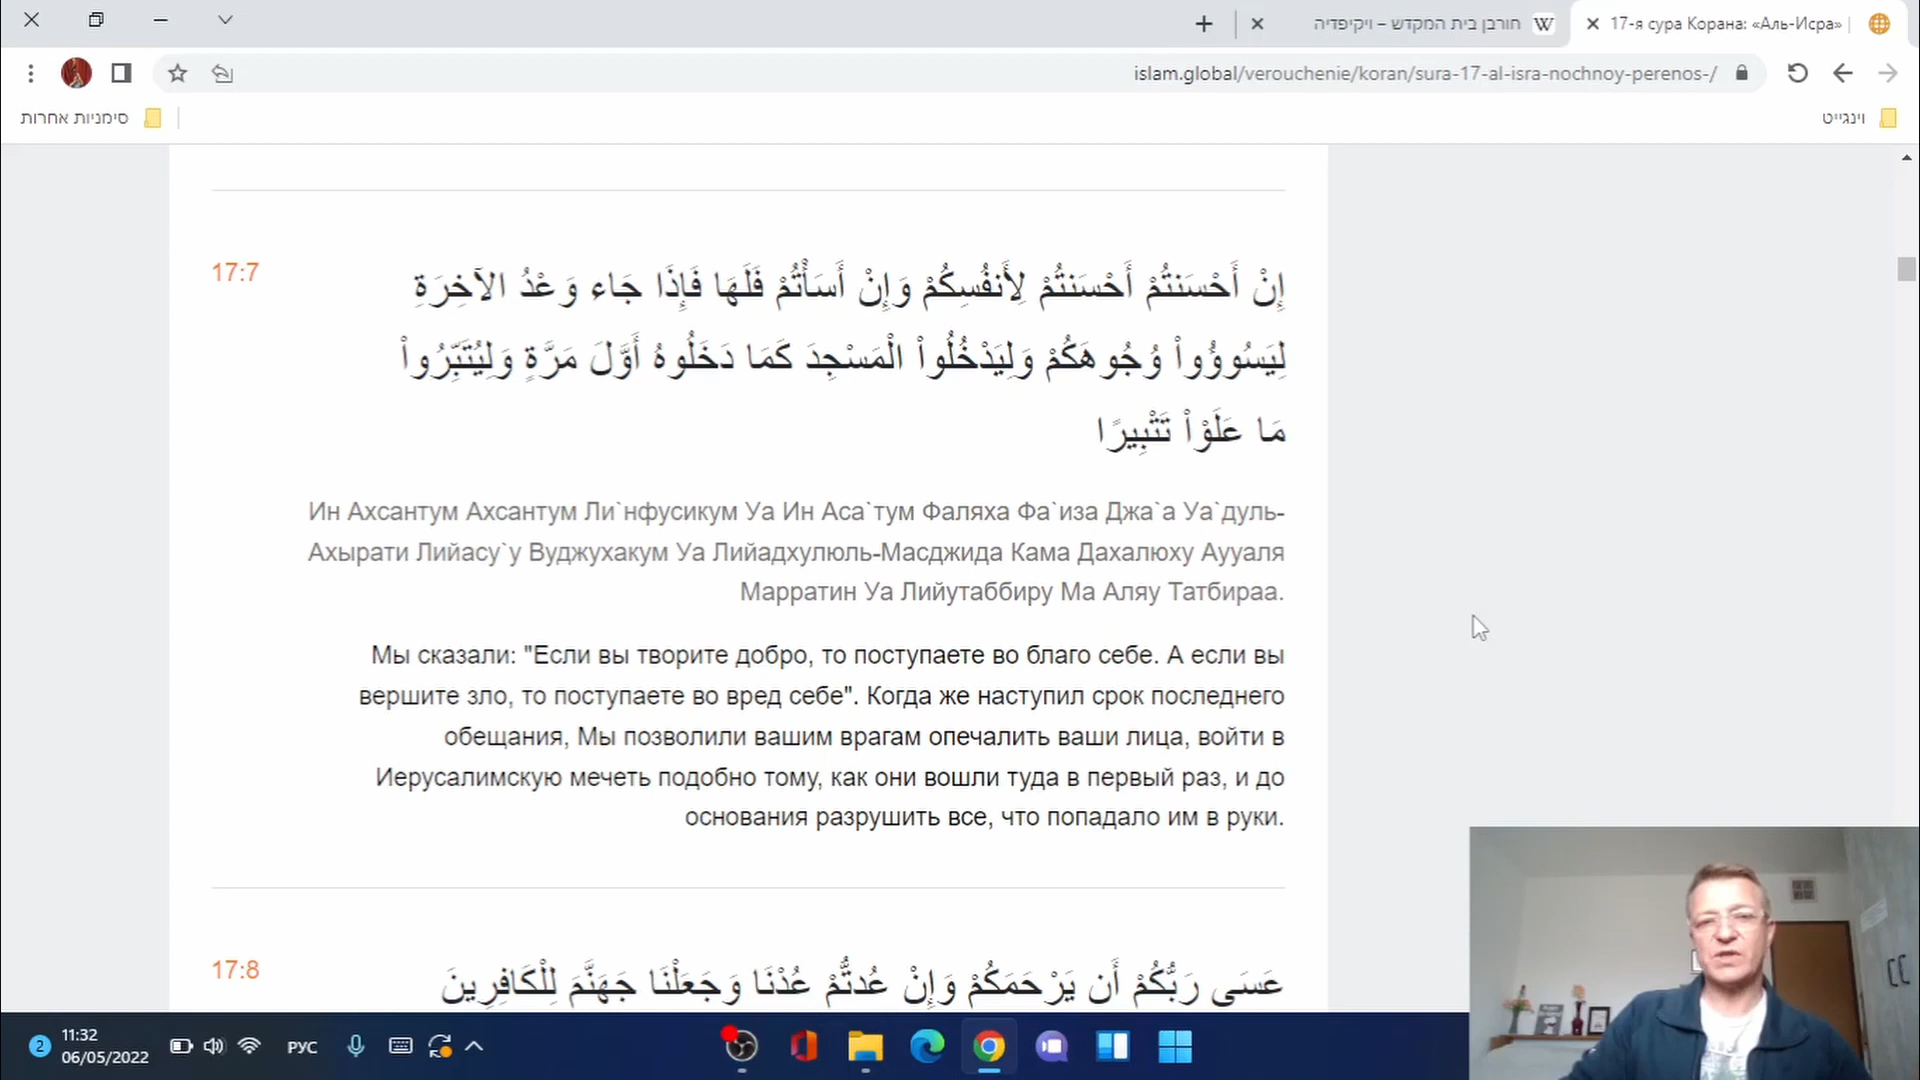 17-я сура Корана: «Аль-Исра»
חורבן בית המקדש – ויקיפדיה
islam.global/verouchenie/koran/sura-17-al-isra-nochnoy-perenos-/
וינגייט
סימניות אחרות
17:7
إِنْ أَحْسَنتُمْ أَحْسَنتُمْ لِأَنفُسِكُمْ وَإِنْ أَسَأْتُمْ فَلَهَا فَإِذَا جَاء وَعْدُ الآخِرَةِ
لِيَسُوؤُواْ وُجُوهَكُمْ وَلِيَدْخُلُواْ الْمَسْجِدَ كَمَا دَخَلُوهُ أَوَّلَ مَرَّةٍ وَلِيُتَبِّرُواْ
مَا عَلَوْاْ تَتْبِيرًا
Ин Ахсантум Ахсантум Ли`нфусикум Уа Ин Аса`тум Фаляха Фа`иза Джа`а Уа`дуль-
Ахырати Лийасу`у Вуджухакум Уа Лийадхулюль-Масджида Кама Дахалюху Аууаля
Марратин Уа Лийутаббиру Ма Аляу Татбираа.
Мы сказали: "Если вы творите добро, то поступаете во благо себе. А если вы
вершите зло, то поступаете во вред себе". Когда же наступил срок последнего
обещания, Мы позволили вашим врагам опечалить ваши лица, войти в
Иерусалимскую мечеть подобно тому, как они вошли туда в первый раз, и до
основания разрушить все, что попадало им в руки.
17:8
عَسَى رَبُّكُمْ أَن يَرْحَمَكُمْ وَإِنْ عُدتُّمْ عُدْنَا وَجَعَلْنَا جَهَنَّمَ لِلْكَافِرِينَ
2
11:32
06/05/2022
РУС